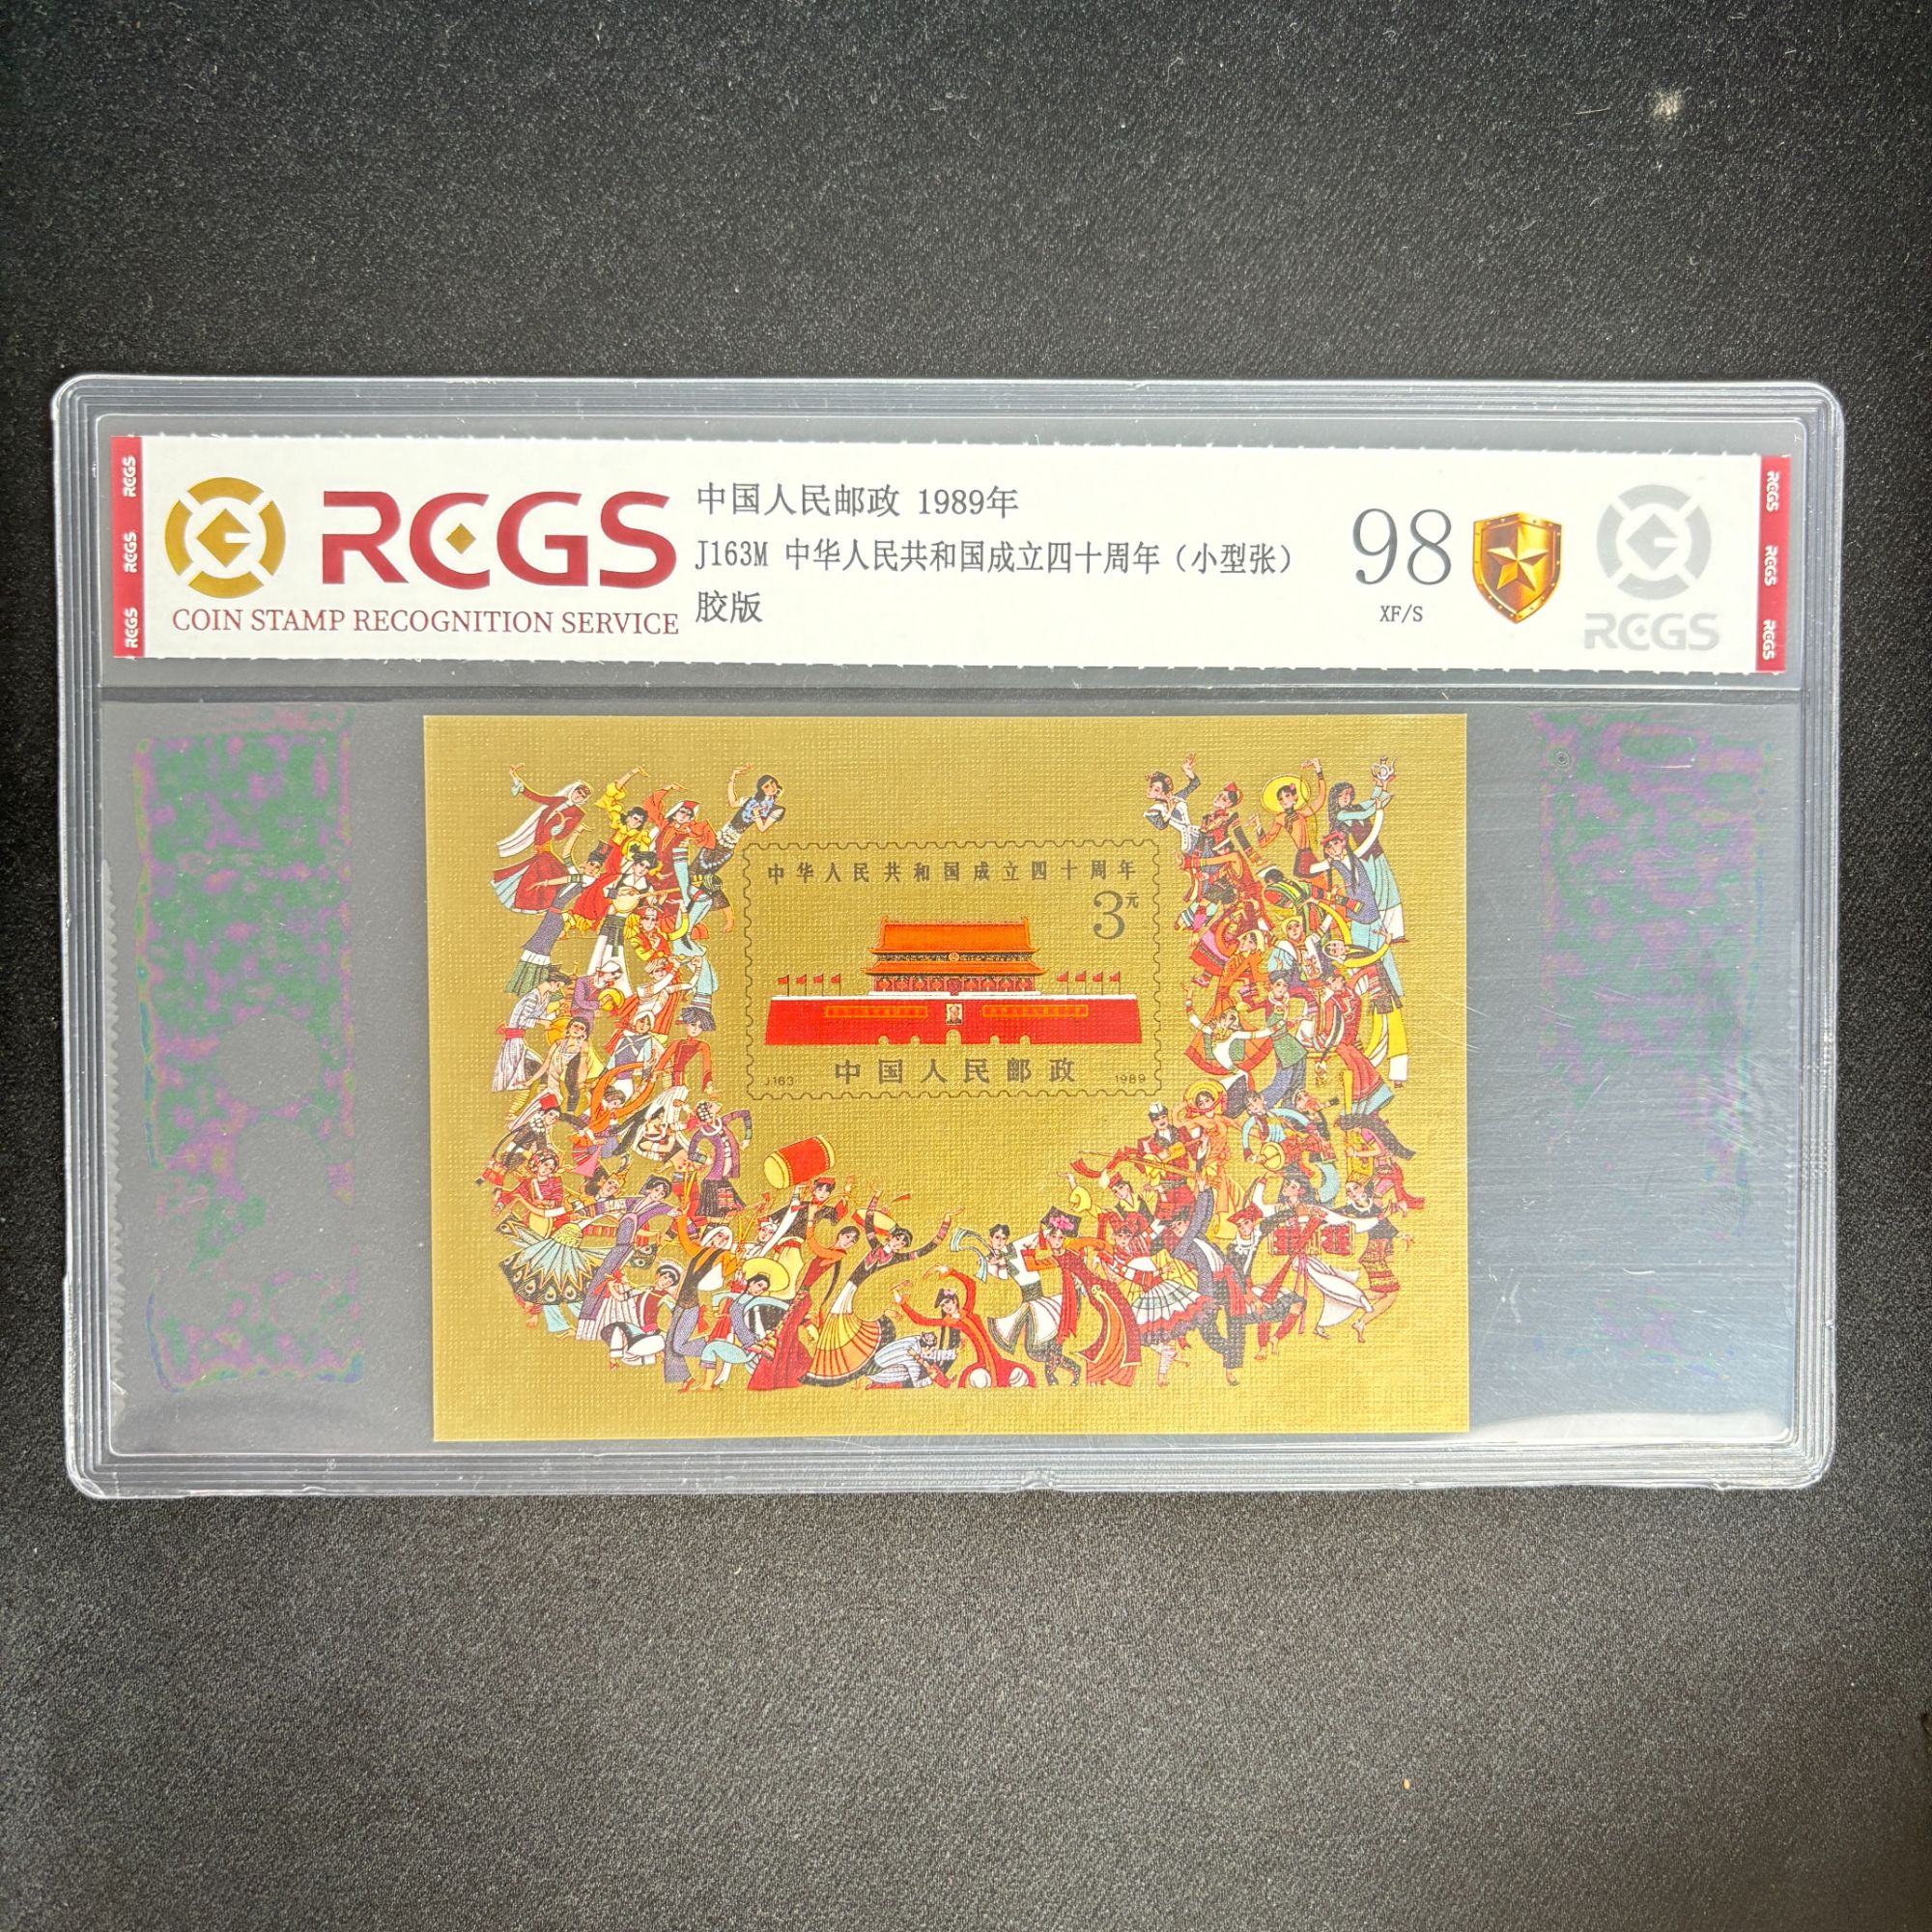 RCGS
RCGS
RCGS
RCGS
COIN STAMP RECOGNITION SERVICE
中国人民邮政 1989年
J163M 中华人民共和国成立四十周年（小型张）
胶版
98
XF/S
RCGS
RCGS
RCGS
RCGS
中华人民共和国成立四十周年
3元
J.163
中国人民邮政
1989